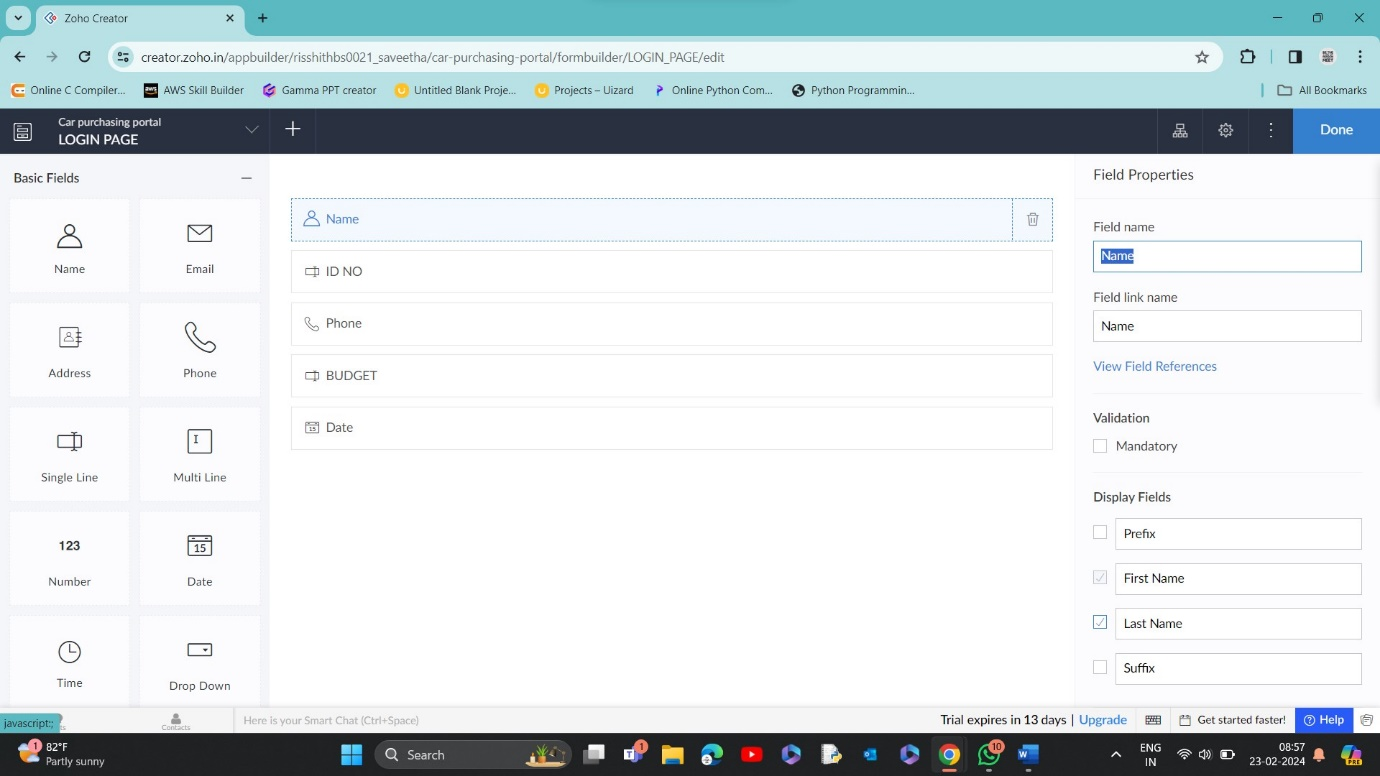 Zoho Creator
creator.zoho.in/appbuilder/risshithbs0021_saveetha/car-purchasing-portal/formbuilder/LOGIN_PAGE/edit
Online C Compiler... AWS Skill Builder Gamma PPT creator Untitled Blank Proje... Projects – Uizard Online Python Com... Python Programmin... All Bookmarks
Car purchasing portal
LOGIN PAGE
Done
Basic Fields
Name
Email
Address
Phone
Single Line
Multi Line
123
Number
15
Date
Time
Drop Down
Name
ID NO
Phone
BUDGET
Date
Field Properties
Field name
Name
Field link name
Name
View Field References
Validation
Mandatory
Display Fields
Prefix
First Name
Last Name
Suffix
javascript:;
Contacts
Here is your Smart Chat (Ctrl+Space)
Trial expires in 13 days | Upgrade
Get started faster!
Help
1
82°F
Partly sunny
Search
1
10
ENG
IN
08:57
23-02-2024